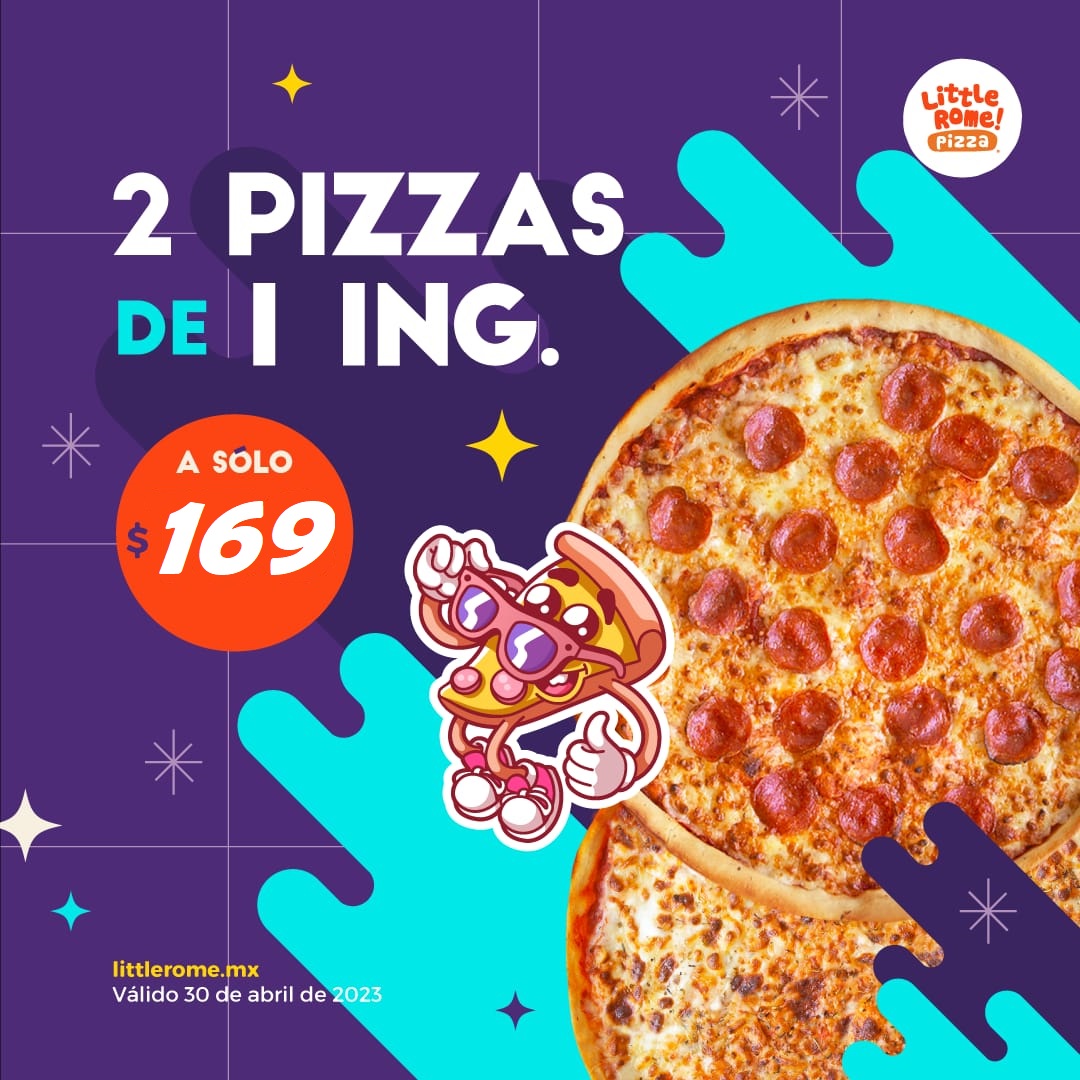 Little
Rome!
Pizza
2 PIZZAS
DE 1 ING.
A SÓLO
$ 169
littlerome.mx
Válido 30 de abril de 2023